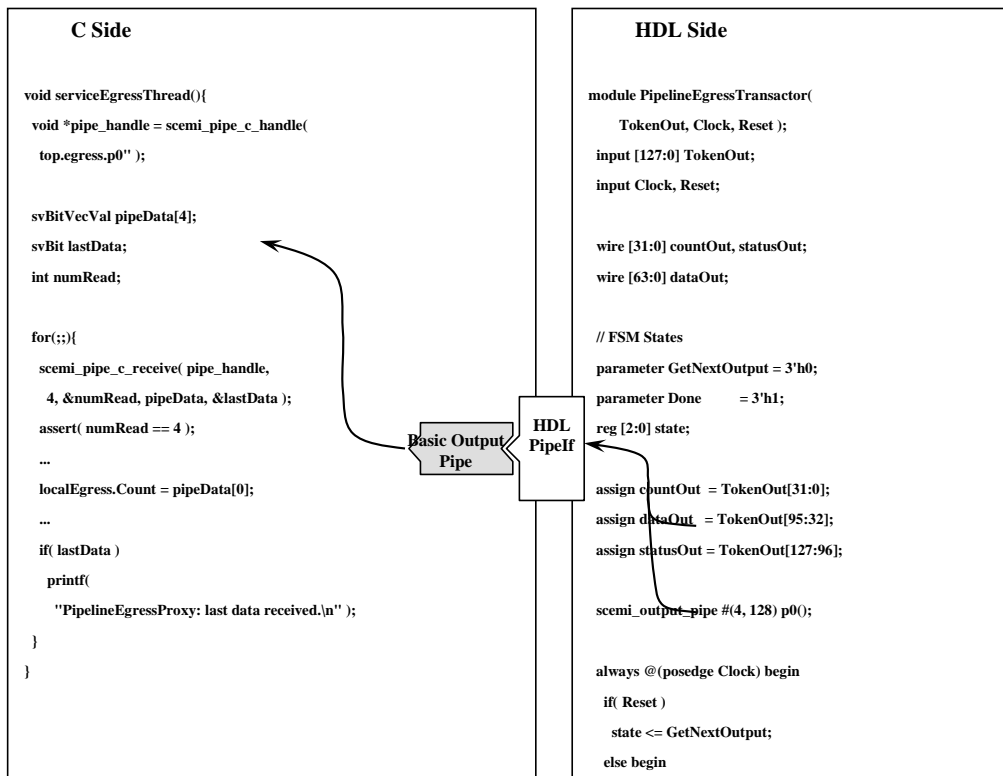 C Side
void serviceEgressThread(){
void *pipe_handle = scemi_pipe_c_handle(
top.egress.p0" );
svBitVecVal pipeData[4];
svBit lastData;
int numRead;
for(;;){
scemi_pipe_c_receive( pipe_handle,
4, &numRead, pipeData, &lastData );
assert( numRead == 4 );
...
localEgress.Count = pipeData[0];
...
if( lastData )
printf(
"PipelineEgressProxy: last data received.\n" );
}
}
Basic Output
Pipe
HDL
PipeIf
HDL Side
module PipelineEgressTransactor(
TokenOut, Clock, Reset );
input [127:0] TokenOut;
input Clock, Reset;
wire [31:0] countOut, statusOut;
wire [63:0] dataOut;
// FSM States
parameter GetNextOutput = 3'h0;
parameter Done = 3'h1;
reg [2:0] state;
assign countOut = TokenOut[31:0];
assign dataOut = TokenOut[95:32];
assign statusOut = TokenOut[127:96];
scemi_output_pipe #(4, 128) p0();
always @(posedge Clock) begin
if( Reset )
state <= GetNextOutput;
else begin